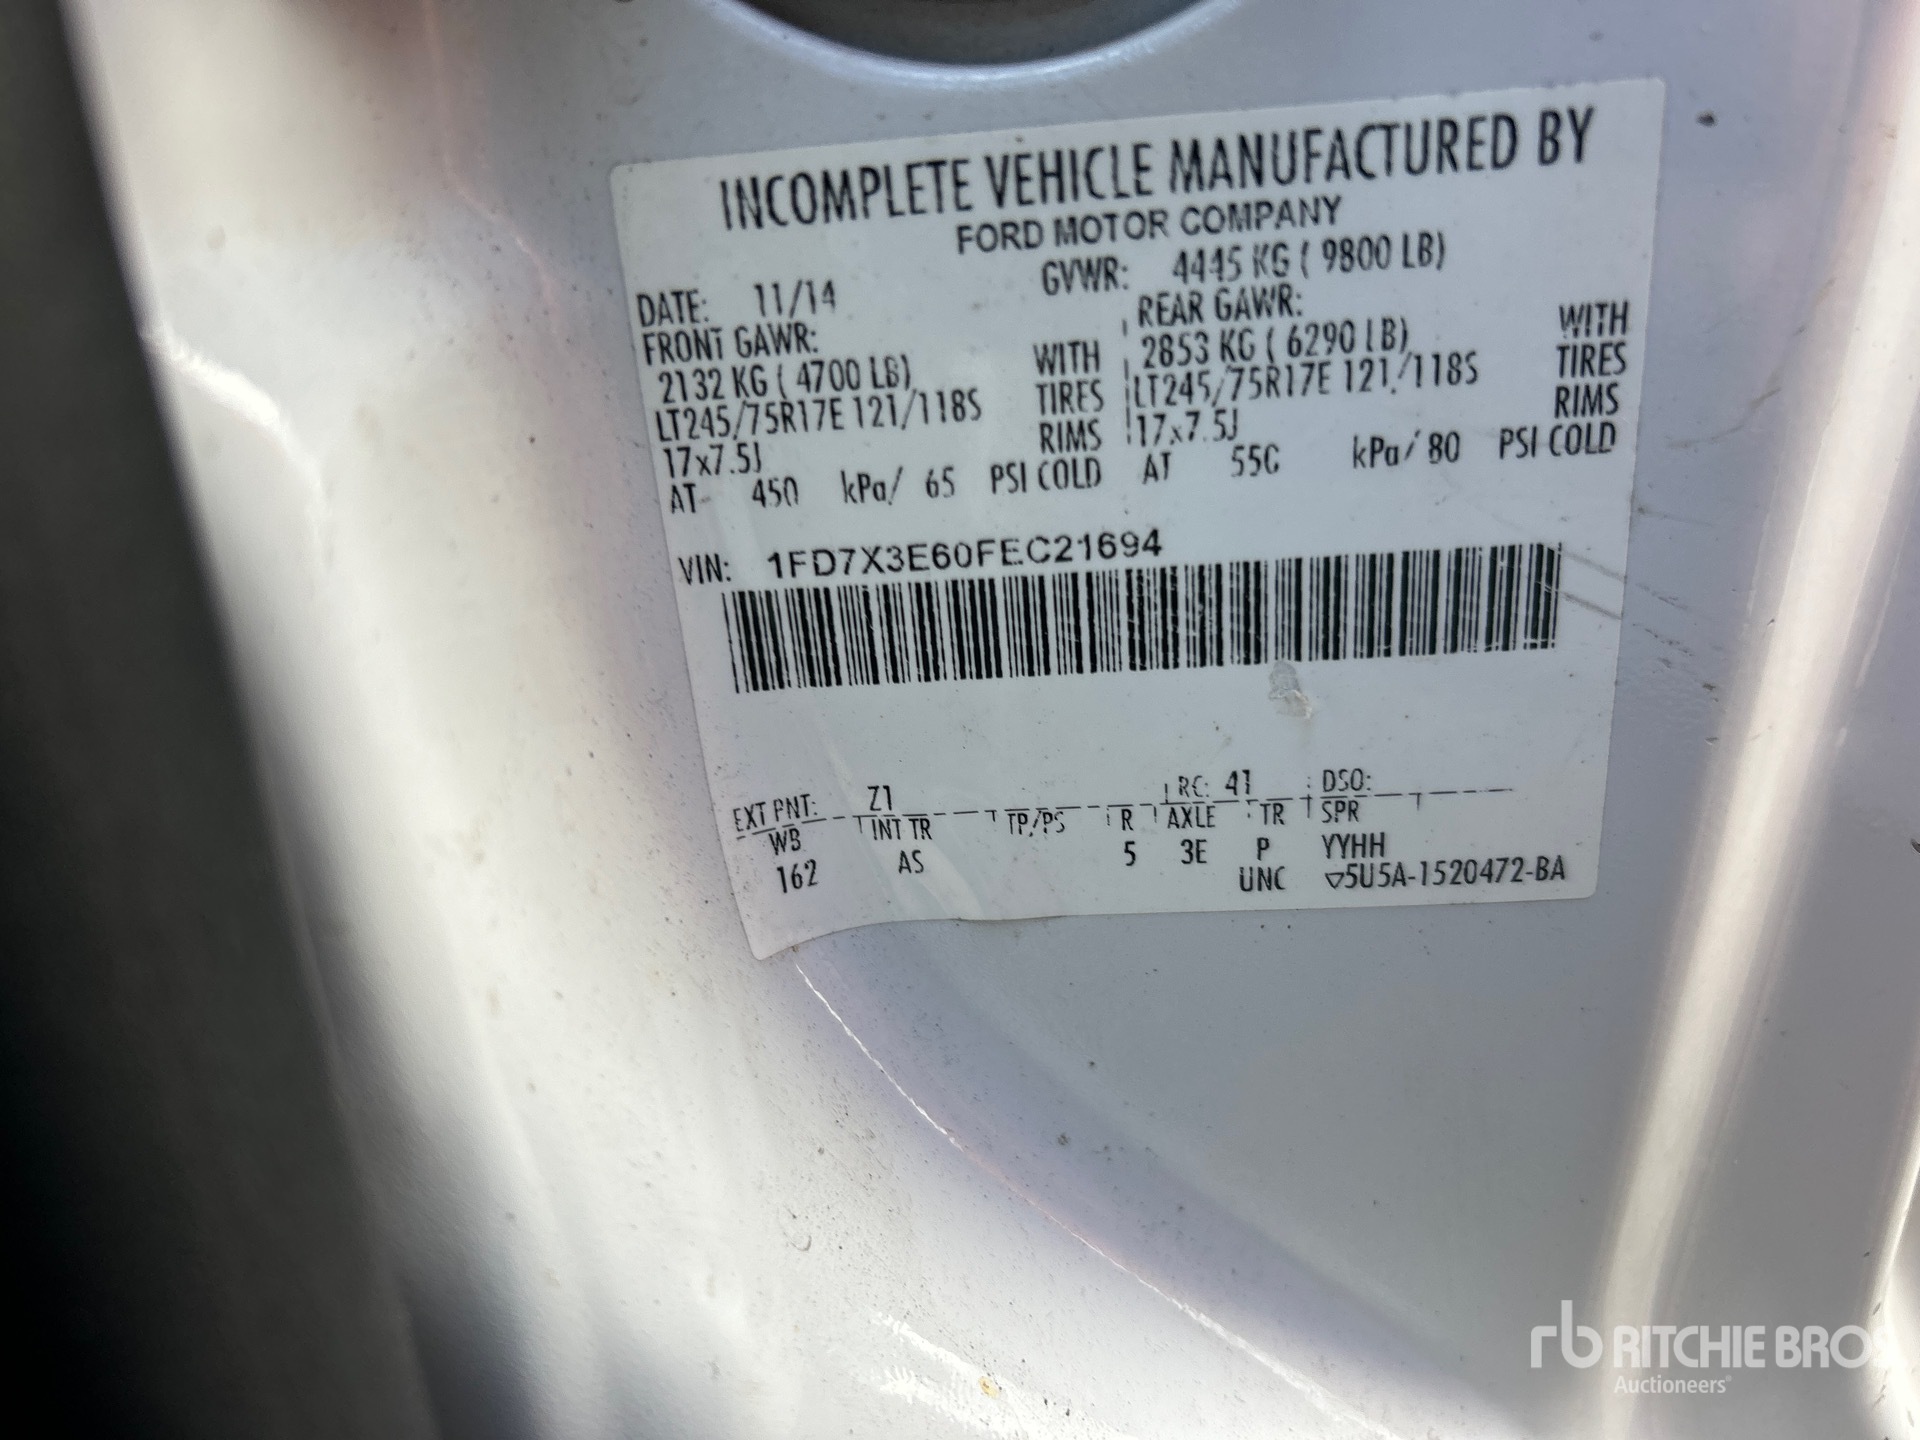 INCOMPLETE VEHICLE MANUFACTURED BY
FORD MOTOR COMPANY
DATE: 11/14 GVWR: 4445 KG ( 9800 LB)
FRONT GAWR: REAR GAWR:
2132 KG ( 4700 LB) WITH 2853 KG ( 6290 LB) WITH
LT245/75R17E 121/118S TIRES LT245/75R17E 121/118S TIRES
17x7.5J RIMS 17x7.5J RIMS
AT 450 kPa/ 65 PSI COLD AT 550 kPa/ 80 PSI COLD
VIN: 1FD7X3E60FEC21694
EXT PNT: Z1 RC: 41 DSO:
WB INT TR TP/PS R AXLE TR SPR
162 AS 5 3E P YYHH
UNC ▽5U5A-1520472-BA
rb RITCHIE BROS
Auctioneers®